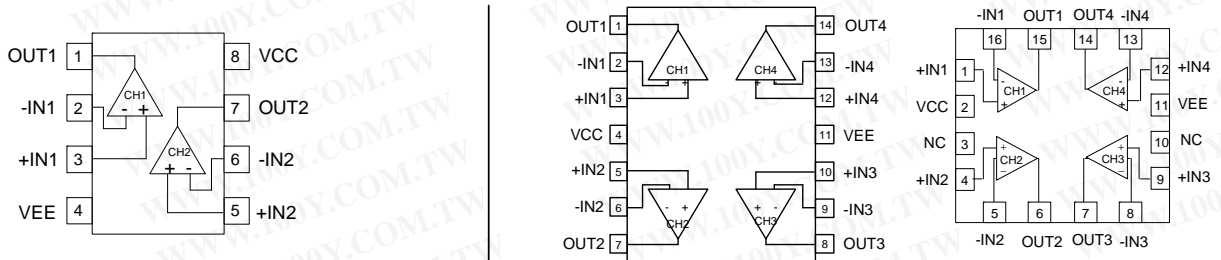 OUT1 1 8 VCC
CH1
-IN1 2 - + 7 OUT2
CH2
+IN1 3 + - 6 -IN2
VEE 4 5 +IN2
OUT1 1 14 OUT4
-IN1 2 CH1 CH4 13 -IN4
+IN1 3 - + + - 12 +IN4
VCC 4 11 VEE
+IN2 5 10 +IN3
-IN2 6 - + + - 9 -IN3
CH2 CH3
OUT2 7 8 OUT3
-IN1 OUT1 OUT4 -IN4
16 15 14 13
+IN1 1 - CH1 + - CH4 + 12 +IN4
VCC 2 11 VEE
NC 3 10 NC
+IN2 4 + CH2 - + CH3 - 9 +IN3
5 6 7 8
-IN2 OUT2 OUT3 -IN3
WWW.100Y.COM.TW